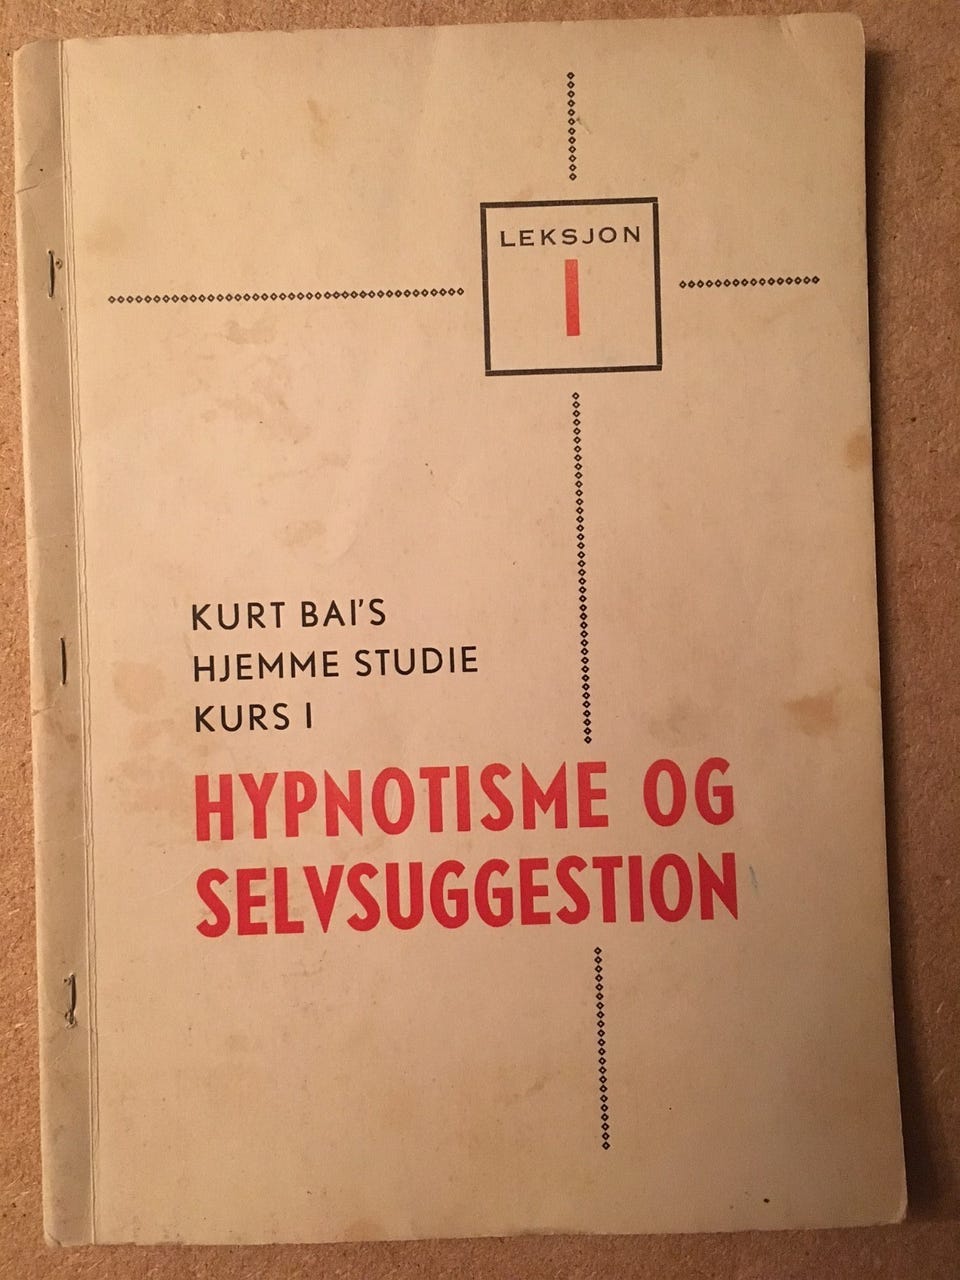 LEKSJON
I
KURT BAI'S
HJEMME STUDIE
KURS I
HYPNOTISME OG
SELVSUGGESTION